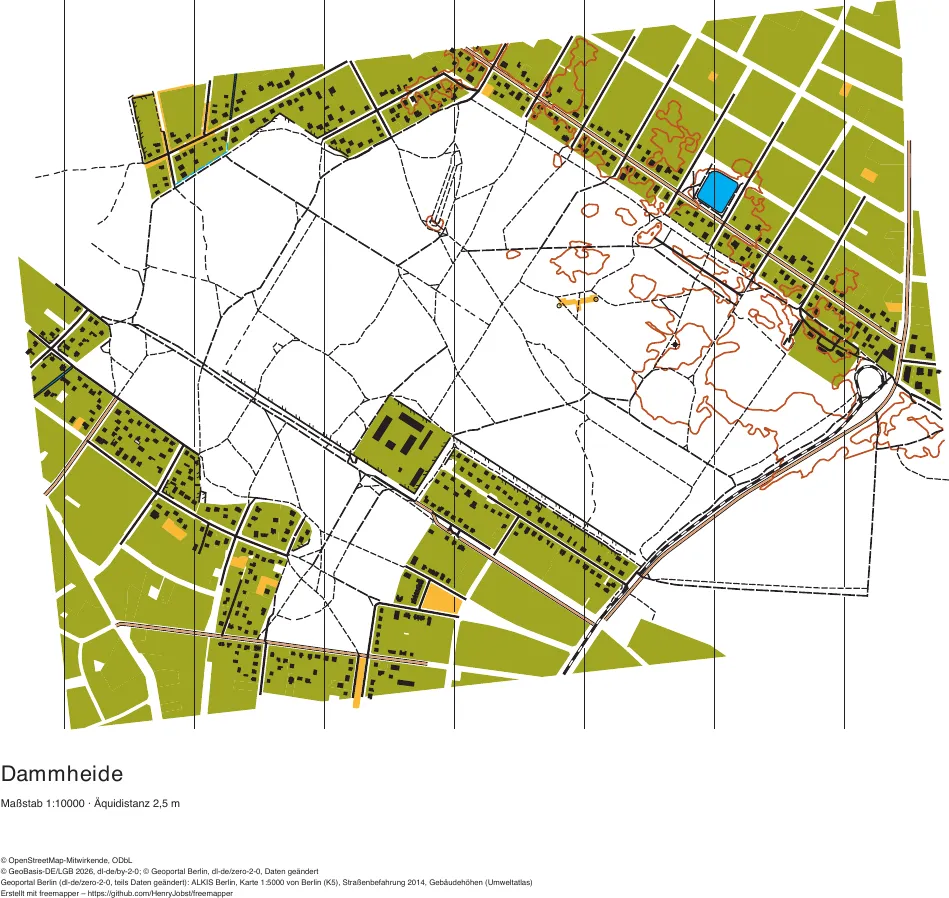 Dammheide
Maßstab 1:10000 · Äquidistanz 2,5 m
© OpenStreetMap-Mitwirkende, ODbL
© GeoBasis-DE/LGB 2026, dl-de/by-2-0; © Geoportal Berlin, dl-de/zero-2-0, Daten geändert
Geoportal Berlin (dl-de/zero-2-0, teils Daten geändert): ALKIS Berlin, Karte 1:5000 von Berlin (K5), Straßenbefahrung 2014, Gebäudehöhen (Umweltatlas)
Erstellt mit freemapper – https://github.com/HenryJobst/freemapper